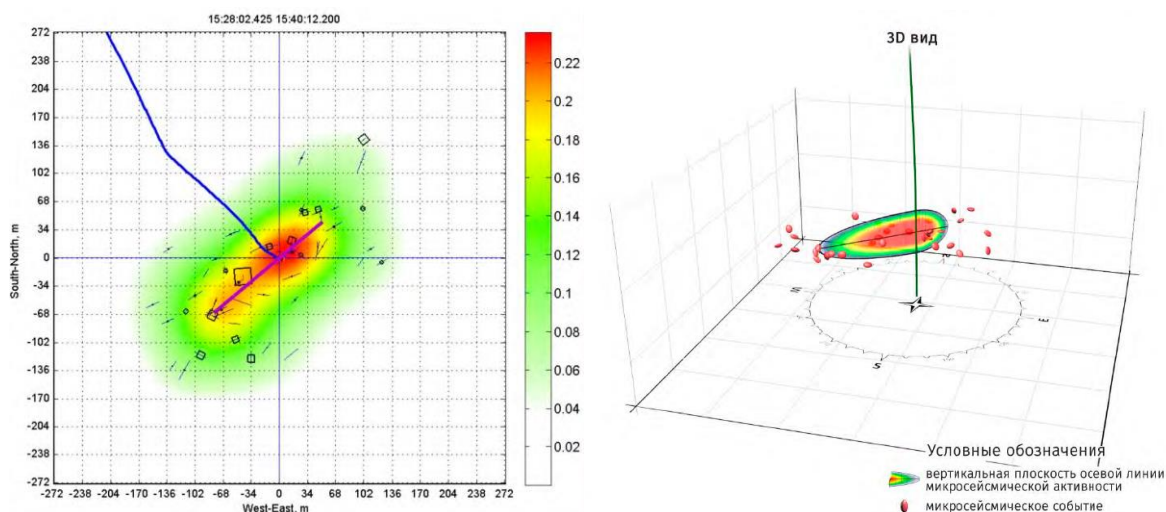 15:28:02.425 15:40:12.200
272
238
204
170
136
102
68
34
0
-34
-68
-102
-136
-170
-204
-238
-272
South-North, m
-272 -238 -204 -170 -136 -102 -68 -34 0 34 68 102 136 170 204 238 272
West-East, m
0.22
0.2
0.18
0.16
0.14
0.12
0.1
0.08
0.06
0.04
0.02
3D вид
W
E
S
Условные обозначения
вертикальная плоскость осевой линии
микросейсмической активности
микросейсмическое событие